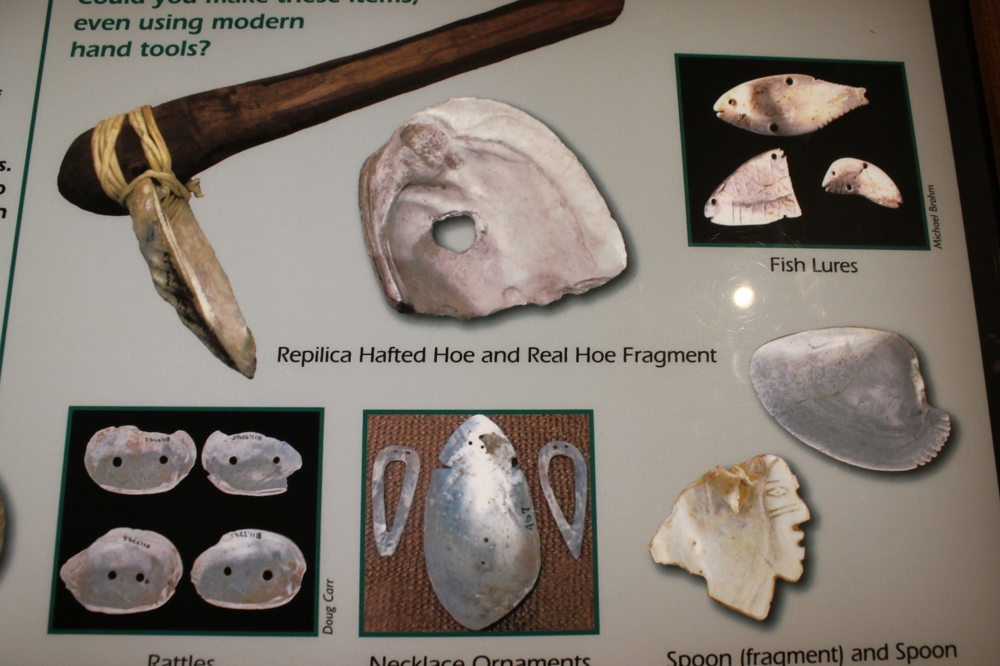 Could you make these items,
even using modern
hand tools?
s.
n
Michael Brohm
Fish Lures
Repilica Hafted Hoe and Real Hoe Fragment
Doug Carr
Rattles
Necklace Ornaments
Spoon (fragment) and Spoon